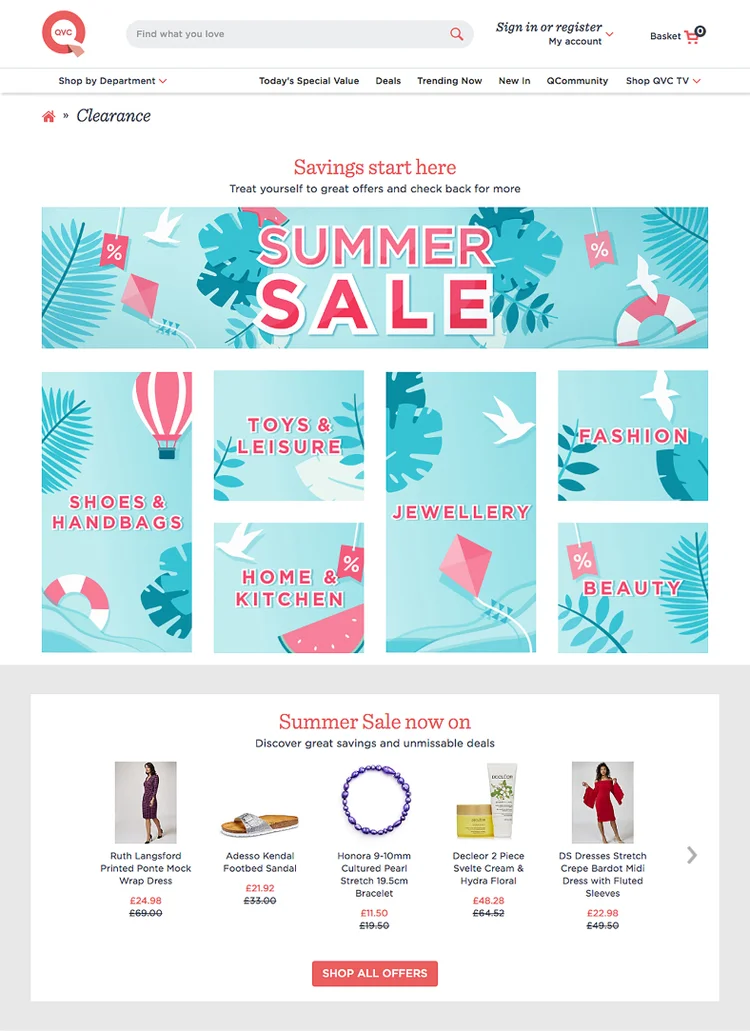 QVC
Find what you love
Sign in or register
My account
Basket
0
Shop by Department
Today's Special Value
Deals
Trending Now
New In
QCommunity
Shop QVC TV
» Clearance
Savings start here
Treat yourself to great offers and check back for more
%
%
SUMMER
SALE
SHOES &
HANDBAGS
TOYS &
LEISURE
JEWELLERY
FASHION
%
HOME &
KITCHEN
%
BEAUTY
Summer Sale now on
Discover great savings and unmissable deals
DECLÉOR
Ruth Langsford
Printed Ponte Mock
Wrap Dress
£24.98
£69.00
Adesso Kendal
Footbed Sandal
£21.92
£33.00
Honora 9-10mm
Cultured Pearl
Stretch 19.5cm
Bracelet
£11.50
£19.50
Decleor 2 Piece
Svelte Cream &
Hydra Floral
£48.28
£64.52
DS Dresses Stretch
Crepe Bardot Midi
Dress with Fluted
Sleeves
£22.98
£49.50
SHOP ALL OFFERS